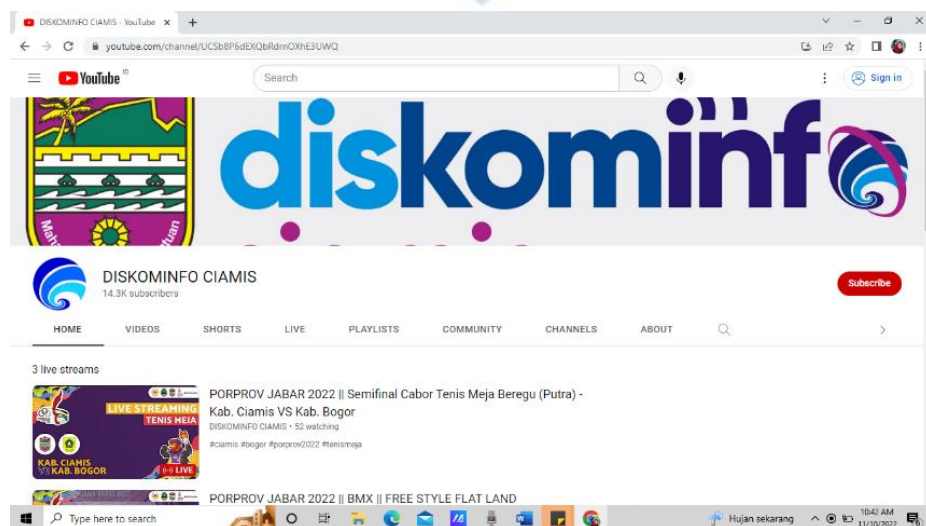 DISKOMINFO CIAMIS - YouTube
youtube.com/channel/UCSb8P6dEXQbRdmOXhE3UWQ
YouTube ID
Search
Sign in
diskominfo
DISKOMINFO CIAMIS
14.3K subscribers
Subscribe
HOME VIDEOS SHORTS LIVE PLAYLISTS COMMUNITY CHANNELS ABOUT
3 live streams
LIVE STREAMING
TENIS MEJA
KAB. CIAMIS
VS KAB. BOGOR
LIVE
PORPROV JABAR 2022 || Semifinal Cabor Tenis Meja Beregu (Putra) -
Kab. Ciamis VS Kab. Bogor
DISKOMINFO CIAMIS • 52 watching
#ciamis #bogor #porprov2022 #tenismeja
PORPROV JABAR 2022 || BMX || FREE STYLE FLAT LAND
Type here to search
Hujan sekarang
10:42 AM
11/10/2022